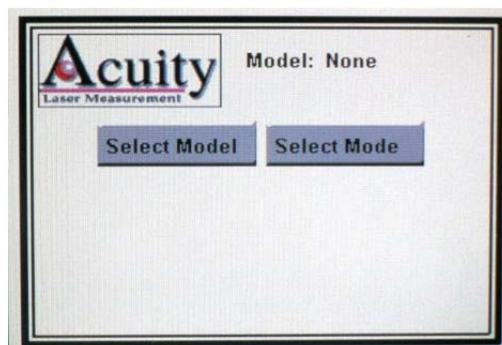 Acuity
Laser Measurement
Model: None
Select Model
Select Mode